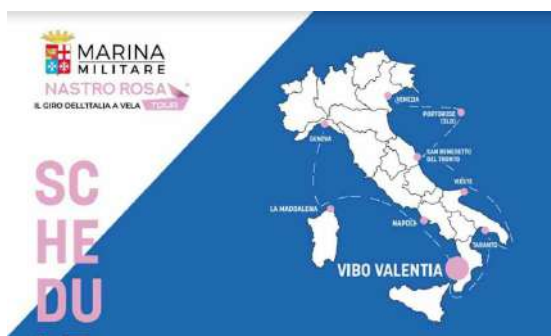 MARINA
MILITARE
NASTRO ROSA
IL GIRO DELL'ITALIA A VELA TOUR
SC
HE
DU
VENEZIA
PORTOROSE
(SLO)
GENOVA
SAN BENEDETTO
DEL TRONTO
VIESTE
LA MADDALENA
NAPOLI
TARANTO
VIBO VALENTIA